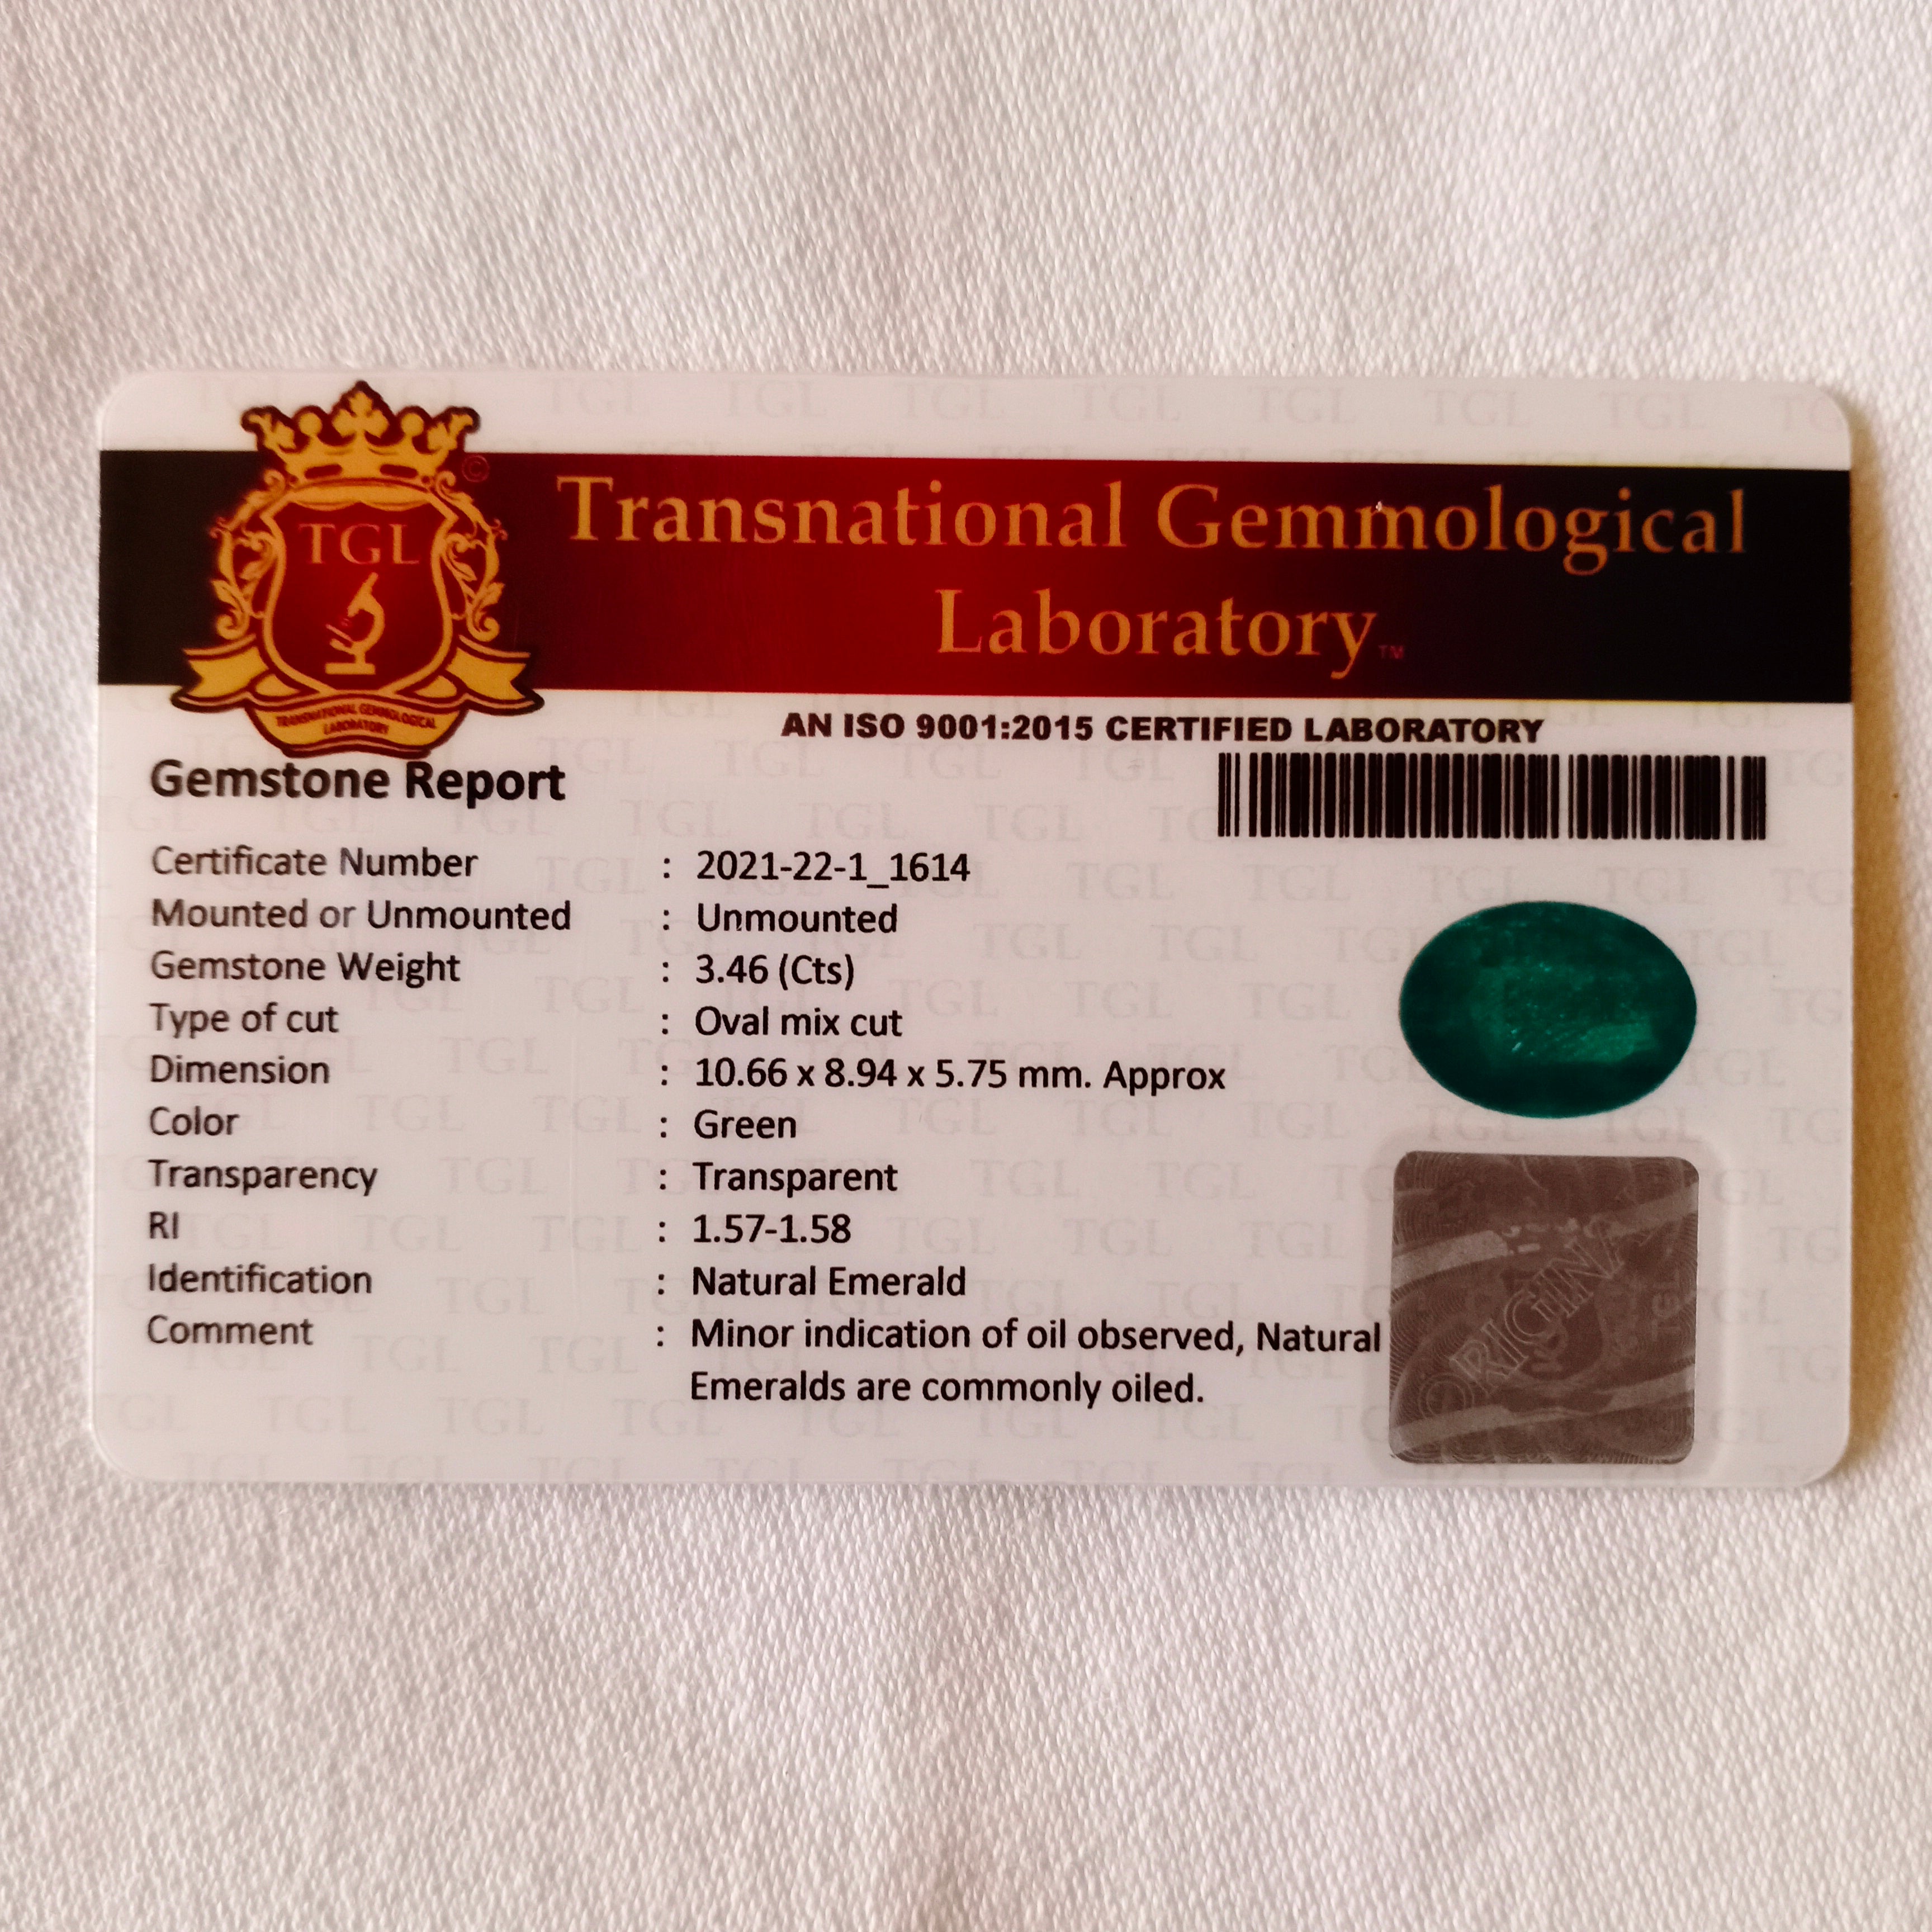 TGL
TRANSNATIONAL GEMMOLOGICAL
LABORATORY
©
Transnational Gemmological
Laboratory™
AN ISO 9001:2015 CERTIFIED LABORATORY
Gemstone Report
Certificate Number : 2021-22-1_1614
Mounted or Unmounted : Unmounted
Gemstone Weight : 3.46 (Cts)
Type of cut : Oval mix cut
Dimension : 10.66 x 8.94 x 5.75 mm. Approx
Color : Green
Transparency : Transparent
RI : 1.57-1.58
Identification : Natural Emerald
Comment : Minor indication of oil observed, Natural
Emeralds are commonly oiled.